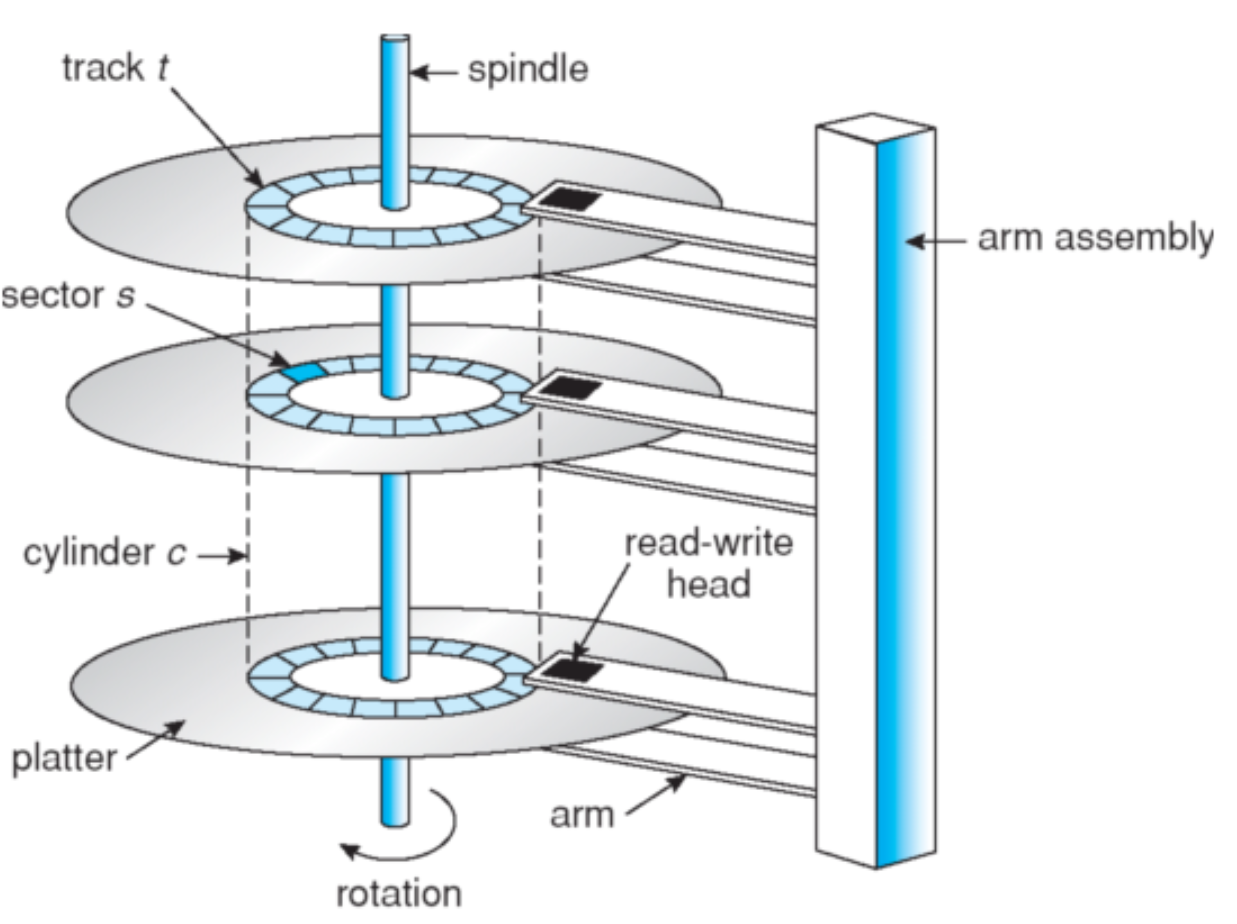 track t
spindle
arm assembly
sector s
cylinder c
read-write
head
platter
arm
rotation